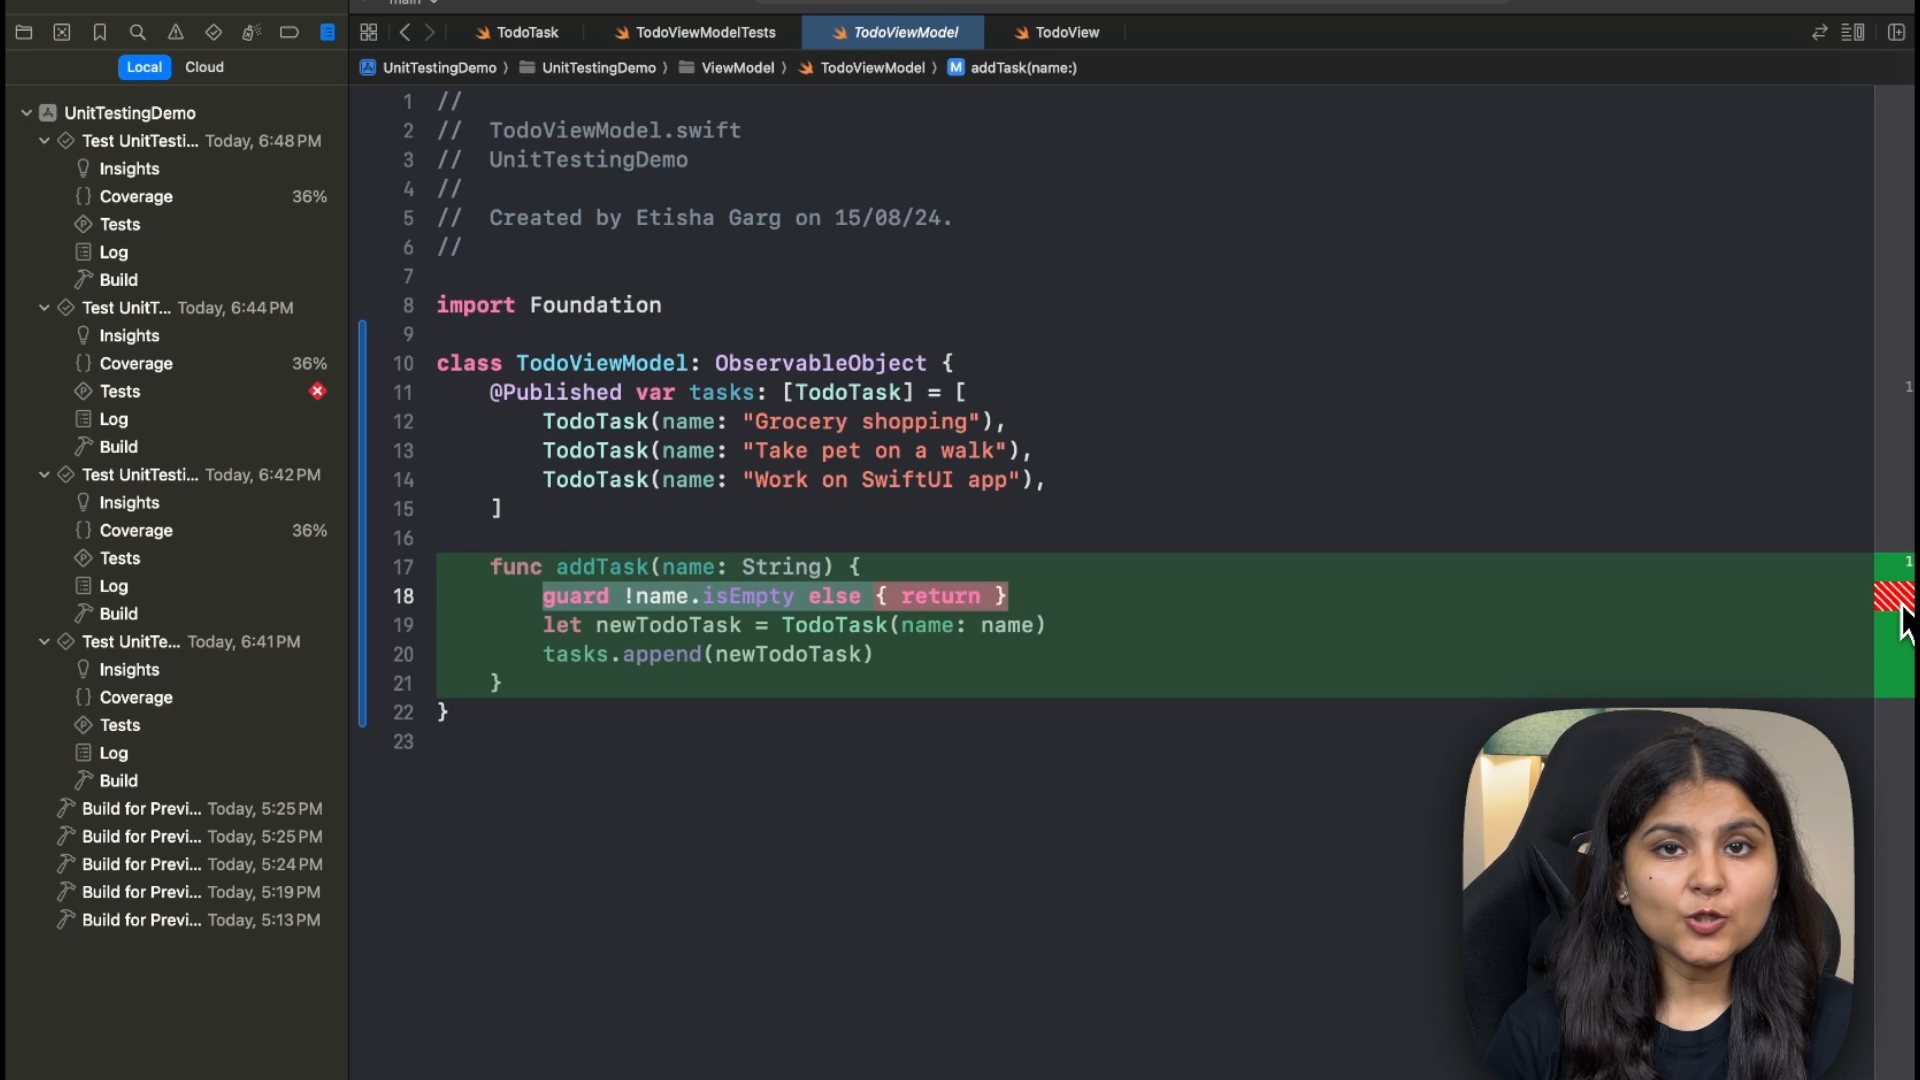 main
TodoTask
TodoViewModelTests
TodoViewModel
TodoView
Local
Cloud
UnitTestingDemo
UnitTestingDemo
ViewModel
TodoViewModel
M addTask(name:)
UnitTestingDemo
Test UnitTesti... Today, 6:48 PM
Insights
Coverage 36%
Tests
Log
Build
Test UnitT... Today, 6:44 PM
Insights
Coverage 36%
Tests
Log
Build
Test UnitTesti... Today, 6:42 PM
Insights
Coverage 36%
Tests
Log
Build
Test UnitTe... Today, 6:41 PM
Insights
Coverage
Tests
Log
Build
Build for Previ... Today, 5:25 PM
Build for Previ... Today, 5:25 PM
Build for Previ... Today, 5:24 PM
Build for Previ... Today, 5:19 PM
Build for Previ... Today, 5:13 PM
1 //
2 //  TodoViewModel.swift
3 //  UnitTestingDemo
4 //
5 //  Created by Etisha Garg on 15/08/24.
6 //
7
8 import Foundation
9
10 class TodoViewModel: ObservableObject {
11     @Published var tasks: [TodoTask] = [ 1
12         TodoTask(name: "Grocery shopping"),
13         TodoTask(name: "Take pet on a walk"),
14         TodoTask(name: "Work on SwiftUI app"),
15     ]
16
17     func addTask(name: String) { 1
18         guard !name.isEmpty else { return }
19         let newTodoTask = TodoTask(name: name)
20         tasks.append(newTodoTask)
21     }
22 }
23